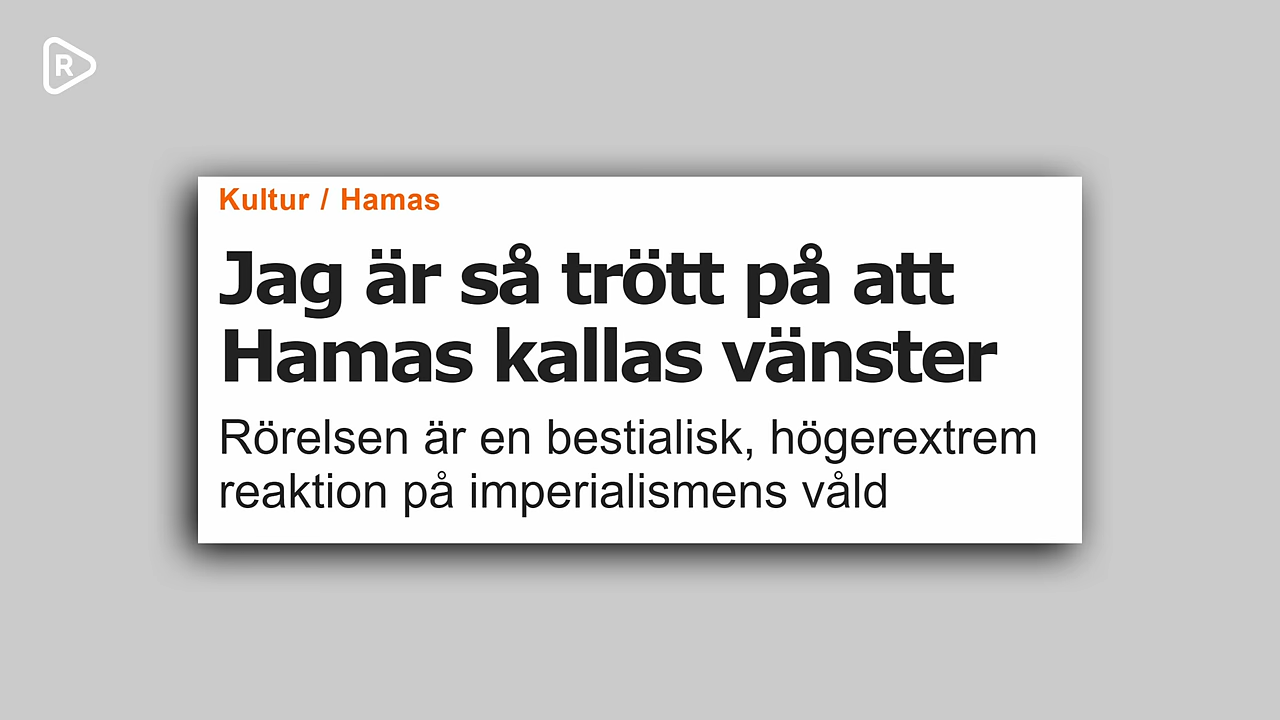 R
Kultur / Hamas
Jag är så trött på att
Hamas kallas vänster
Rörelsen är en bestialisk, högerextrem
reaktion på imperialismens våld